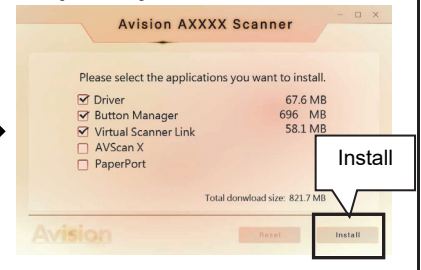 Avision AXXXX Scanner
Please select the applications you want to install.
Driver 67.6 MB
Button Manager 696 MB
Virtual Scanner Link 58.1 MB
AVScan X
PaperPort
Install
Total donwload size: 821.7 MB
Avision Reset Install